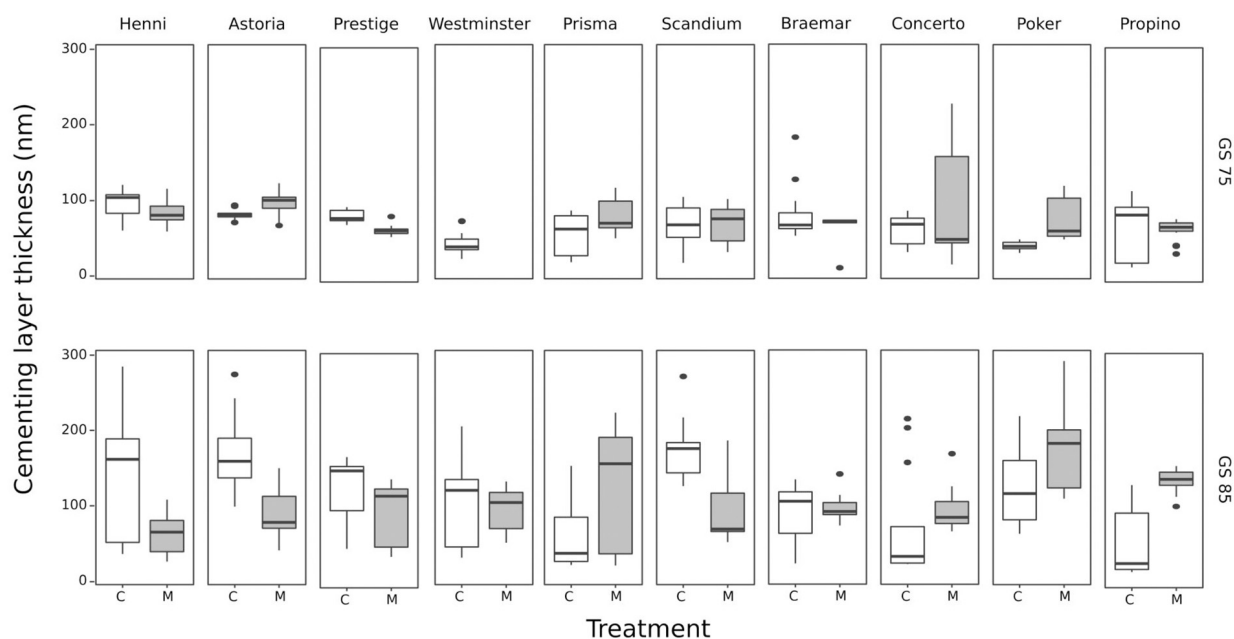 Henni Astoria Prestige Westminster Prisma Scandium Braemar Concerto Poker Propino
Cementing layer thickness (nm)
300
200
100
0
GS 75
300
200
100
0
GS 85
C M C M C M C M C M C M C M C M C M C M
Treatment